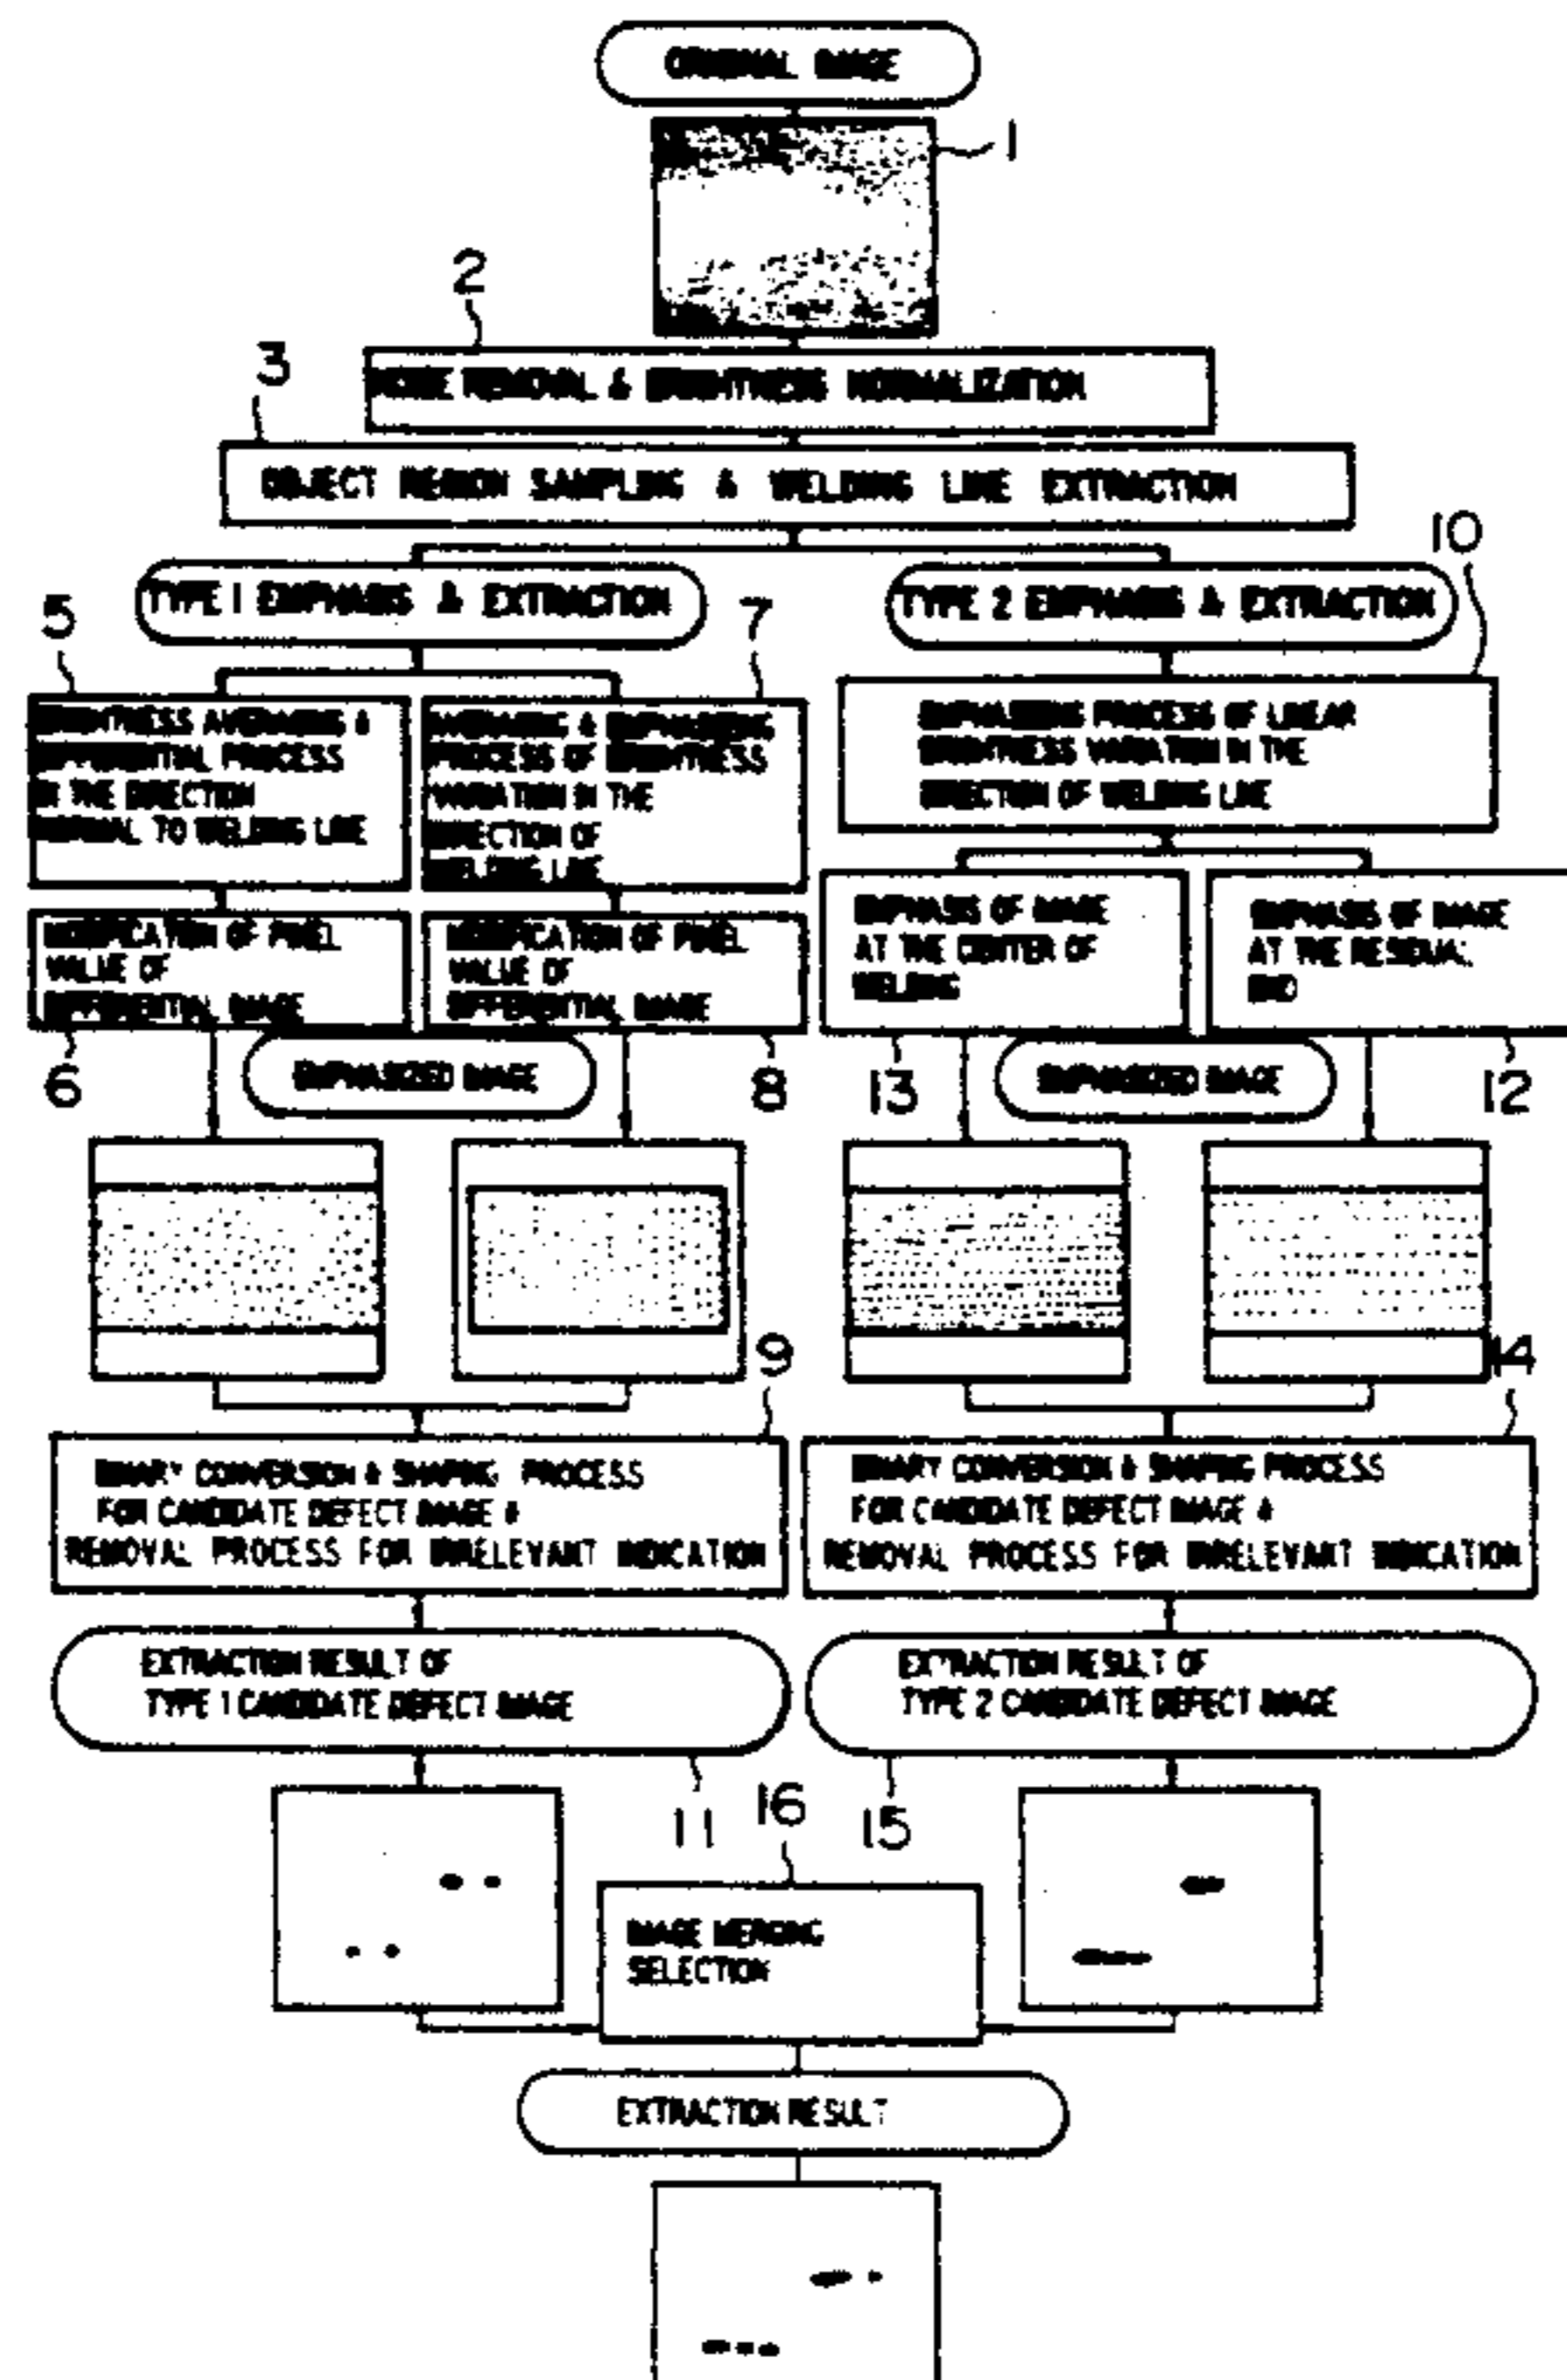 ORIGINAL IMAGE
1
2
NOISE REMOVAL & BRIGHTNESS NORMALIZATION
3
OBJECT REGION SAMPLING & WELDING LINE EXTRACTION
TYPE 1 EMPHASIS & EXTRACTION
TYPE 2 EMPHASIS & EXTRACTION
10
5
BRIGHTNESS AVERAGING &
DIFFERENTIAL PROCESS
IN THE DIRECTION
NORMAL TO WELDING LINE
7
AVERAGING & EMPHASIZING
PROCESS OF BRIGHTNESS
VARIATION IN THE
DIRECTION OF
WELDING LINE
EMPHASIZING PROCESS OF LINEAR
BRIGHTNESS VARIATION IN THE
DIRECTION OF WELDING LINE
MODIFICATION OF PIXEL
VALUE OF
DIFFERENTIAL IMAGE
MODIFICATION OF PIXEL
VALUE OF
DIFFERENTIAL IMAGE
EMPHASIS OF IMAGE
AT THE CENTER OF
WELDING
EMPHASIS OF IMAGE
AT THE RESIDUAL
END
6
EMPHASIZED IMAGE
8
13
EMPHASIZED IMAGE
12
9
14
BINARY CONVERSION & SHAPING PROCESS
FOR CANDIDATE DEFECT IMAGE &
REMOVAL PROCESS FOR IRRELEVANT INDICATION
BINARY CONVERSION & SHAPING PROCESS
FOR CANDIDATE DEFECT IMAGE &
REMOVAL PROCESS FOR IRRELEVANT INDICATION
EXTRACTION RESULT OF
TYPE 1 CANDIDATE DEFECT IMAGE
EXTRACTION RESULT OF
TYPE 2 CANDIDATE DEFECT IMAGE
11
16
15
IMAGE MERGING
SELECTION
EXTRACTION RESULT